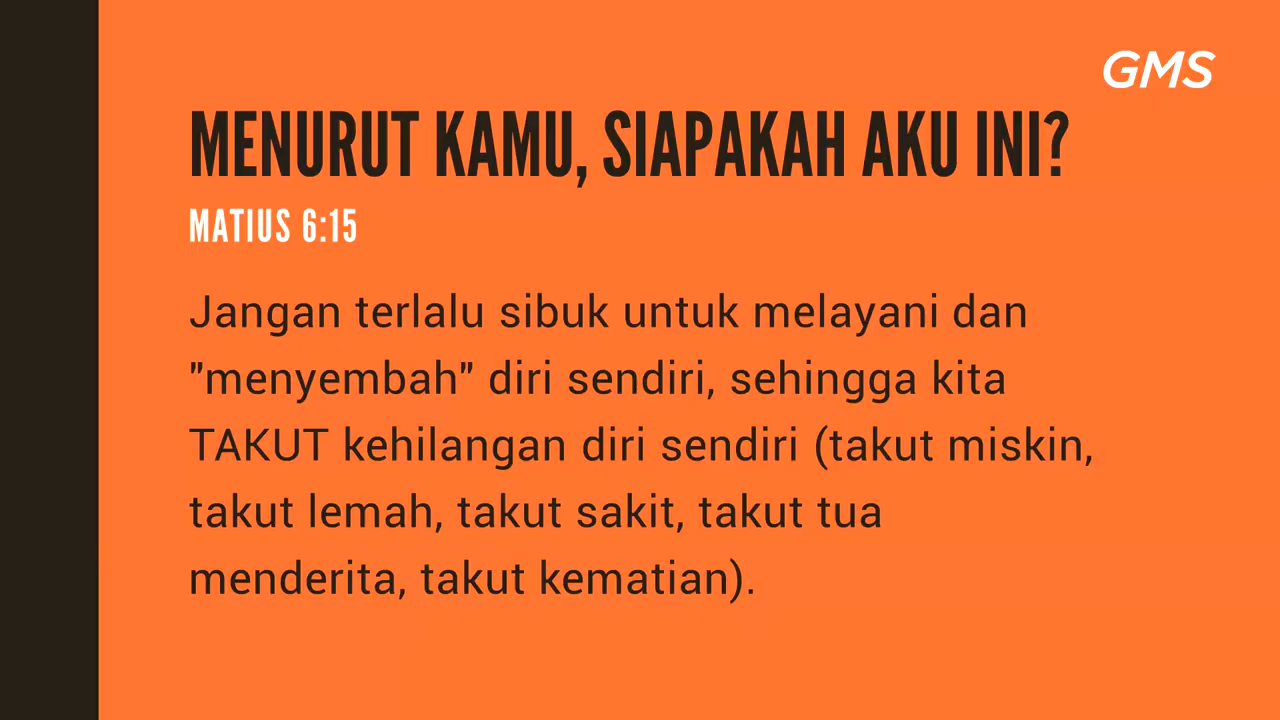 GMS
MENURUT KAMU, SIAPAKAH AKU INI?
MATIUS 6:15
Jangan terlalu sibuk untuk melayani dan
"menyembah" diri sendiri, sehingga kita
TAKUT kehilangan diri sendiri (takut miskin,
takut lemah, takut sakit, takut tua
menderita, takut kematian).